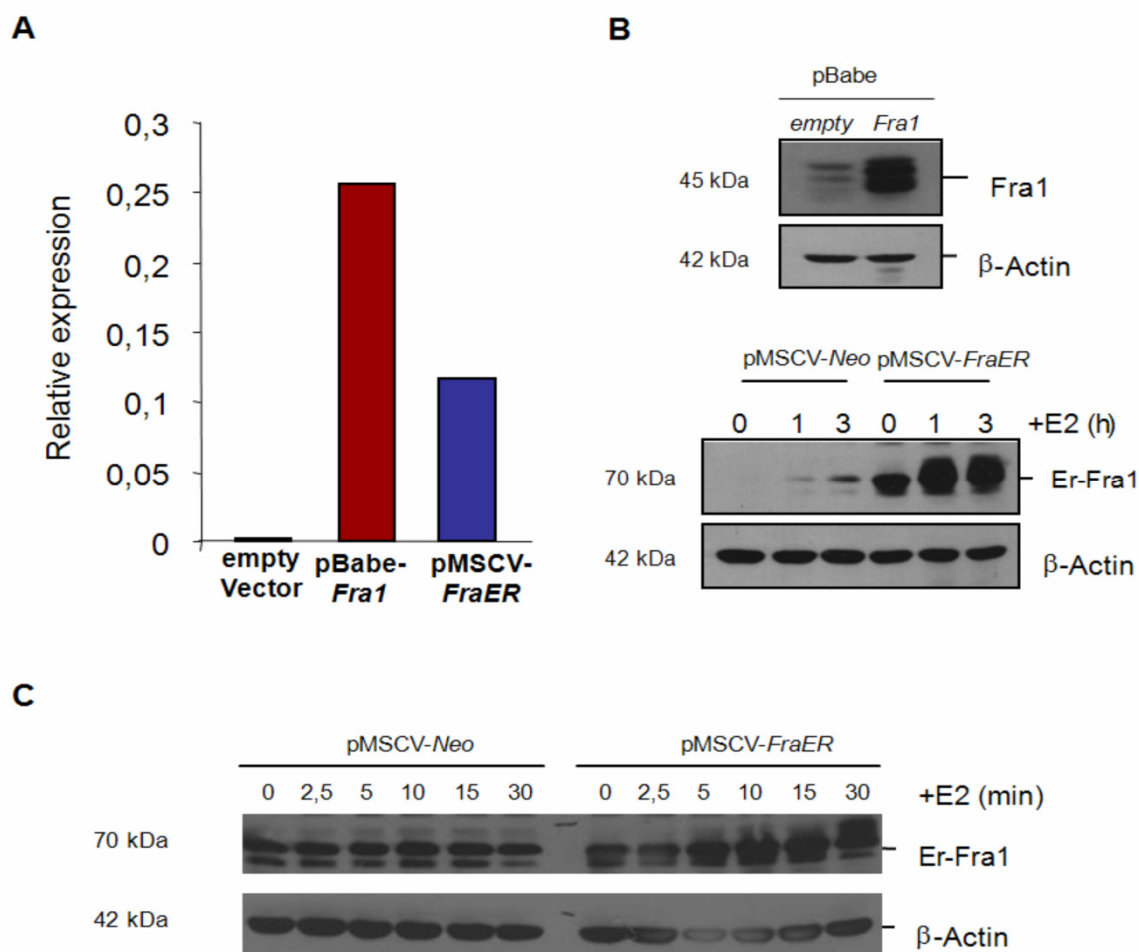 A
0,3
0,25
0,2
0,1
0,1
0,05
0
Relative expression
empty Vector
pBabe-Fra1
pMSCV-FraER
B
pBabe
empty Fra1
45 kDa
Fra1
42 kDa
β-Actin
pMSCV-Neo pMSCV-FraER
0 1 3 0 1 3 +E2 (h)
70 kDa
Er-Fra1
42 kDa
β-Actin
C
pMSCV-Neo pMSCV-FraER
0 2,5 5 10 15 30 0 2,5 5 10 15 30 +E2 (min)
70 kDa
Er-Fra1
42 kDa
β-Actin